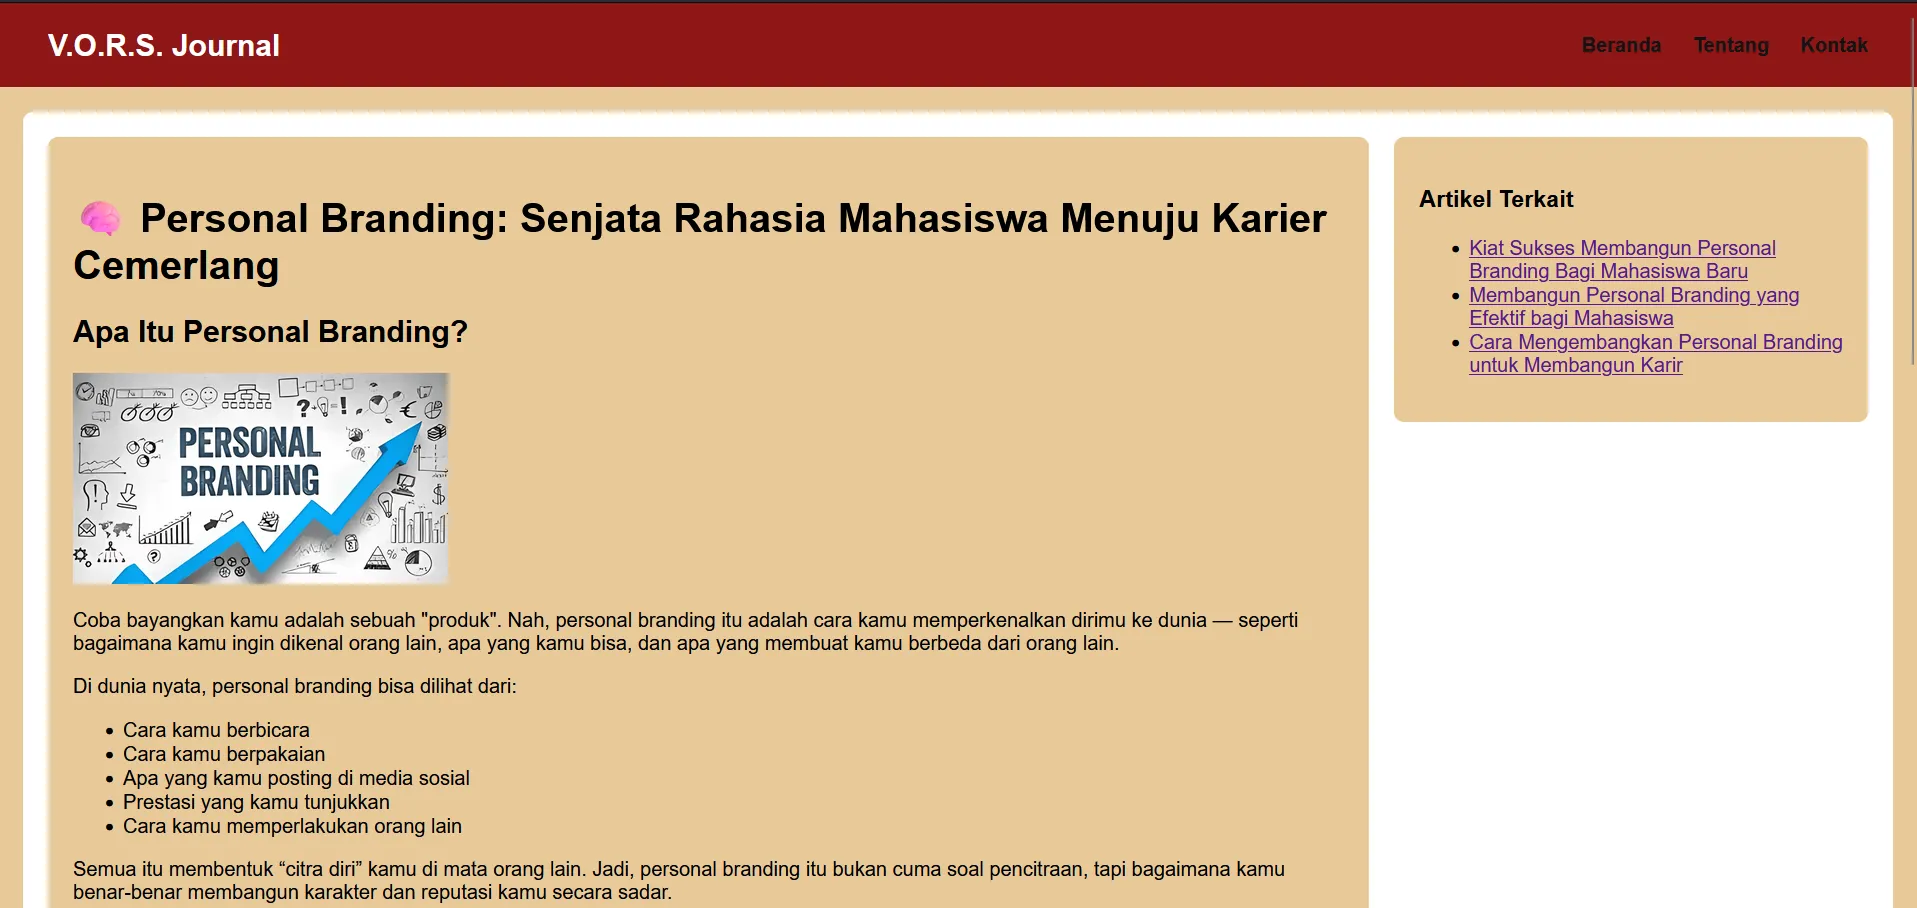 V.O.R.S. Journal
Beranda
Tentang
Kontak
🧠 Personal Branding: Senjata Rahasia Mahasiswa Menuju Karier
Cemerlang
Apa Itu Personal Branding?
PERSONAL
BRANDING
Coba bayangkan kamu adalah sebuah "produk". Nah, personal branding itu adalah cara kamu memperkenalkan dirimu ke dunia — seperti
bagaimana kamu ingin dikenal orang lain, apa yang kamu bisa, dan apa yang membuat kamu berbeda dari orang lain.
Di dunia nyata, personal branding bisa dilihat dari:
• Cara kamu berbicara
• Cara kamu berpakaian
• Apa yang kamu posting di media sosial
• Prestasi yang kamu tunjukkan
• Cara kamu memperlakukan orang lain
Semua itu membentuk “citra diri” kamu di mata orang lain. Jadi, personal branding itu bukan cuma soal pencitraan, tapi bagaimana kamu
benar-benar membangun karakter dan reputasi kamu secara sadar.
Artikel Terkait
• Kiat Sukses Membangun Personal
Branding Bagi Mahasiswa Baru
• Membangun Personal Branding yang
Efektif bagi Mahasiswa
• Cara Mengembangkan Personal Branding
untuk Membangun Karir